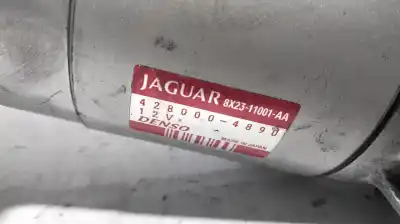 JAGUAR 8X23-11001-AA
428000-4890
12V
DENSO
MADE IN JAPAN